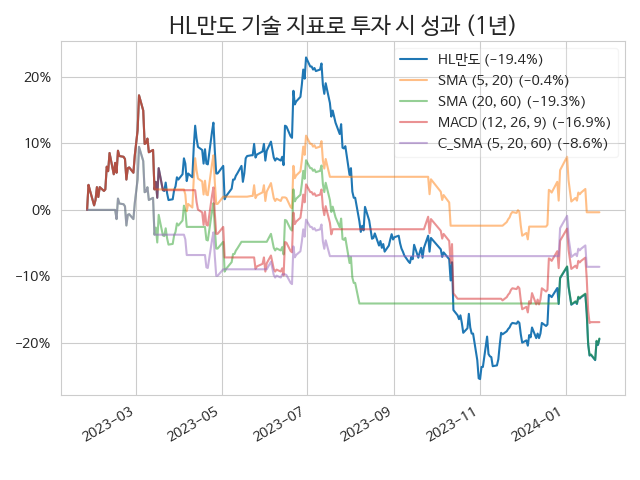 HL만도 기술 지표로 투자 시 성과 (1년)
HL만도 (−19.4%)
SMA (5, 20) (−0.4%)
SMA (20, 60) (−19.3%)
MACD (12, 26, 9) (−16.9%)
C_SMA (5, 20, 60) (−8.6%)
20%
10%
0%
−10%
−20%
2023−03
2023−05
2023−07
2023−09
2023−11
2024−01